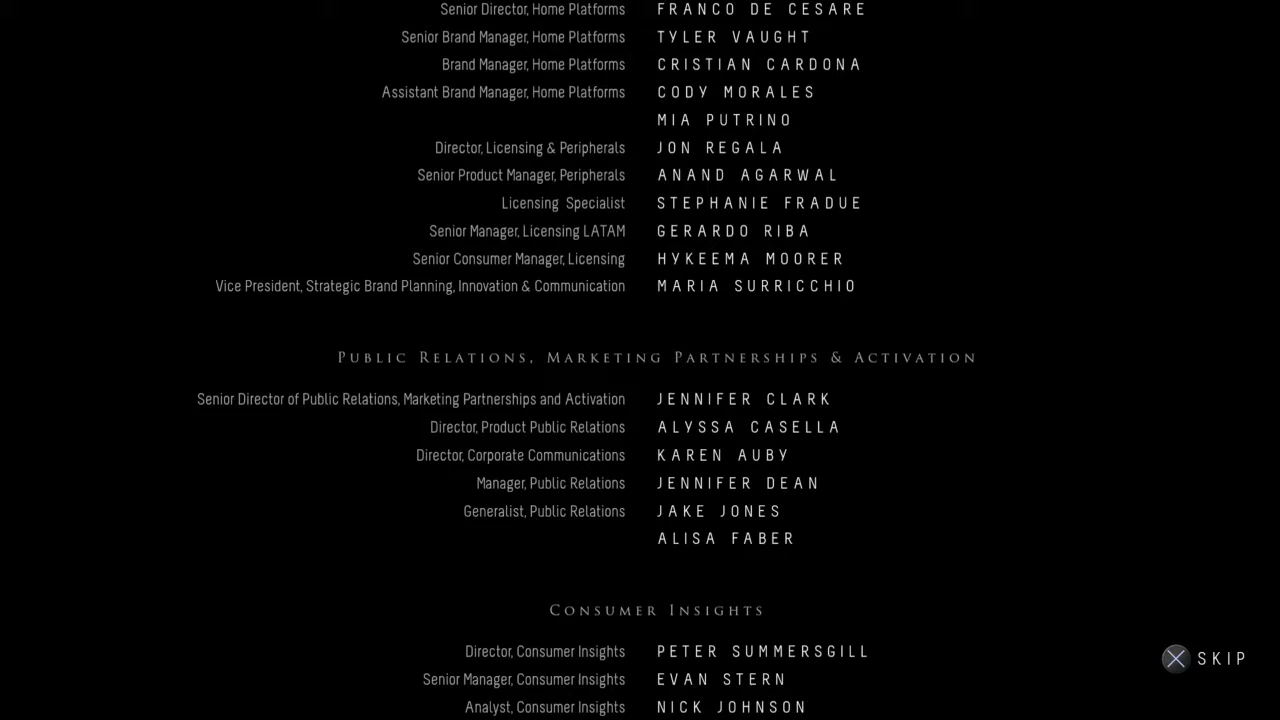 Senior Director, Home Platforms FRANCO DE CESARE
Senior Brand Manager, Home Platforms TYLER VAUGHT
Brand Manager, Home Platforms CRISTIAN CARDONA
Assistant Brand Manager, Home Platforms CODY MORALES
MIA PUTRINO
Director, Licensing & Peripherals JON REGALA
Senior Product Manager, Peripherals ANAND AGARWAL
Licensing Specialist STEPHANIE FRADUE
Senior Manager, Licensing LATAM GERARDO RIBA
Senior Consumer Manager, Licensing HYKEEMA MOORER
Vice President, Strategic Brand Planning, Innovation & Communication MARIA SURRICCHIO
PUBLIC RELATIONS, MARKETING PARTNERSHIPS & ACTIVATION
Senior Director of Public Relations, Marketing Partnerships and Activation JENNIFER CLARK
Director, Product Public Relations ALYSSA CASELLA
Director, Corporate Communications KAREN AUBY
Manager, Public Relations JENNIFER DEAN
Generalist, Public Relations JAKE JONES
ALISA FABER
CONSUMER INSIGHTS
Director, Consumer Insights PETER SUMMERSGILL
SKIP
Senior Manager, Consumer Insights EVAN STERN
Analyst, Consumer Insights NICK JOHNSON